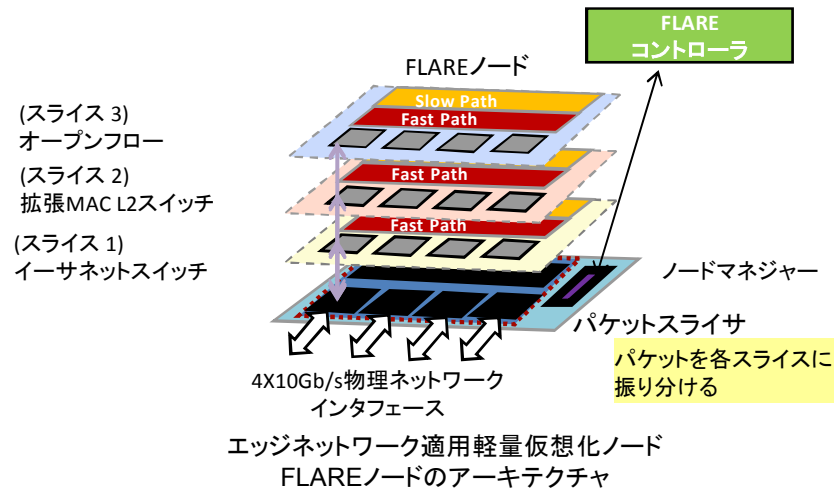 FLARE
コントローラ
FLAREノード
Slow Path
Fast Path
(スライス 3)
オープンフロー
Fast Path
(スライス 2)
拡張MAC L2スイッチ
Fast Path
(スライス 1)
イーサネットスイッチ
ノードマネジャー
パケットスライサ
パケットを各スライスに
振り分ける
4X10Gb/s物理ネットワーク
インタフェース
エッジネットワーク適用軽量仮想化ノード
FLAREノードのアーキテクチャ